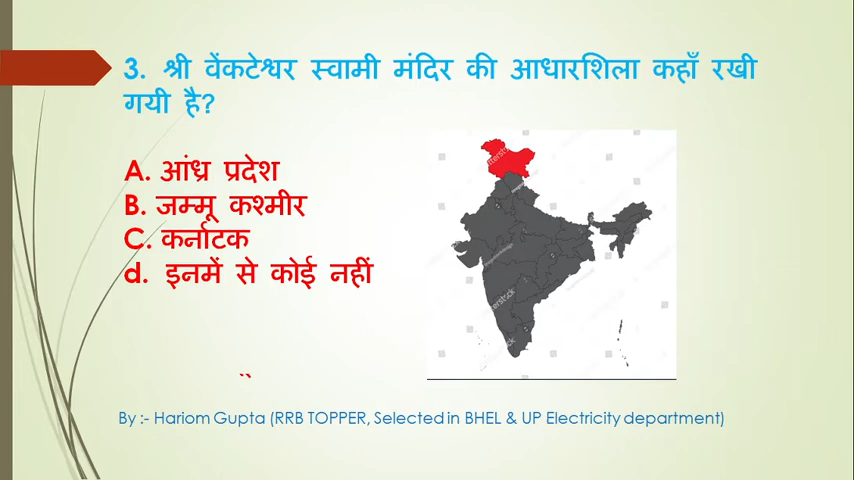 3. श्री वेंकटेश्वर स्वामी मंदिर की आधारशिला कहाँ रखी
गयी है?
A. आंध्र प्रदेश
B. जम्मू कश्मीर
C. कर्नाटक
d. इनमें से कोई नहीं
``
By :- Hariom Gupta (RRB TOPPER, Selected in BHEL & UP Electricity department)